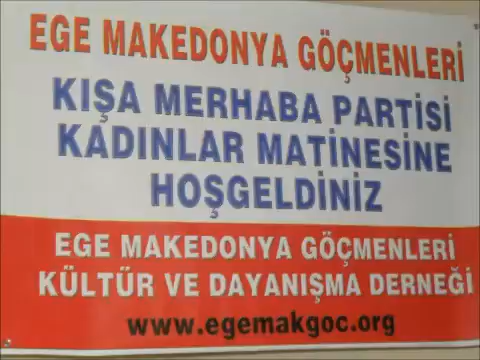 EGE MAKEDONYA GÖÇMENLERİ
KIŞA MERHABA PARTİSİ
KADINLAR MATİNESİNE
HOŞGELDİNİZ
EGE MAKEDONYA GÖÇMENLERİ
KÜLTÜR VE DAYANIŞMA DERNEĞİ
www.egemakgoc.org